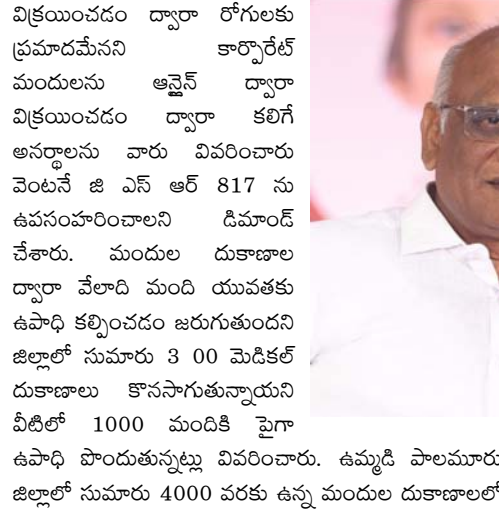 విక్రయించడం ద్వారా రోగులకు
ప్రమాదమేనని కార్పొరేట్
మందులను ఆన్లైన్ ద్వారా
విక్రయించడం ద్వారా కలిగే
అనర్థాలను వారు వివరించారు
వెంటనే జి ఎస్ ఆర్ 817 ను
ఉపసంహరించాలని డిమాండ్
చేశారు. మందుల దుకాణాల
ద్వారా వేలాది మంది యువతకు
ఉపాధి కల్పించడం జరుగుతుందని
జిల్లాలో సుమారు 3 00 మెడికల్
దుకాణాలు కొనసాగుతున్నాయని
వీటిలో 1000 మందికి పైగా
ఉపాధి పొందుతున్నట్లు వివరించారు. ఉమ్మడి పాలమూరు
జిల్లాలో సుమారు 4000 వరకు ఉన్న మందుల దుకాణాలలో